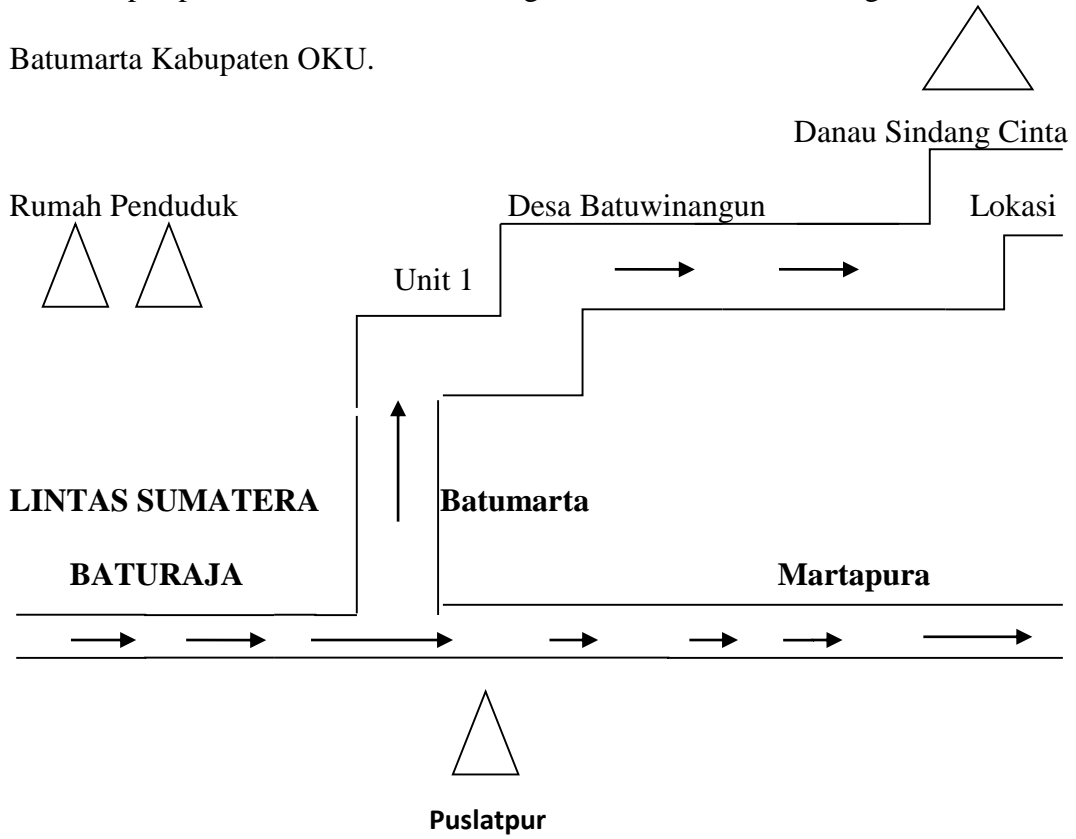 Batumarta Kabupaten OKU.
Danau Sindang Cinta
Rumah Penduduk Desa Batuwinangun Lokasi
Unit 1
LINTAS SUMATERA Batumarta
BATURAJA Martapura
Puslatpur